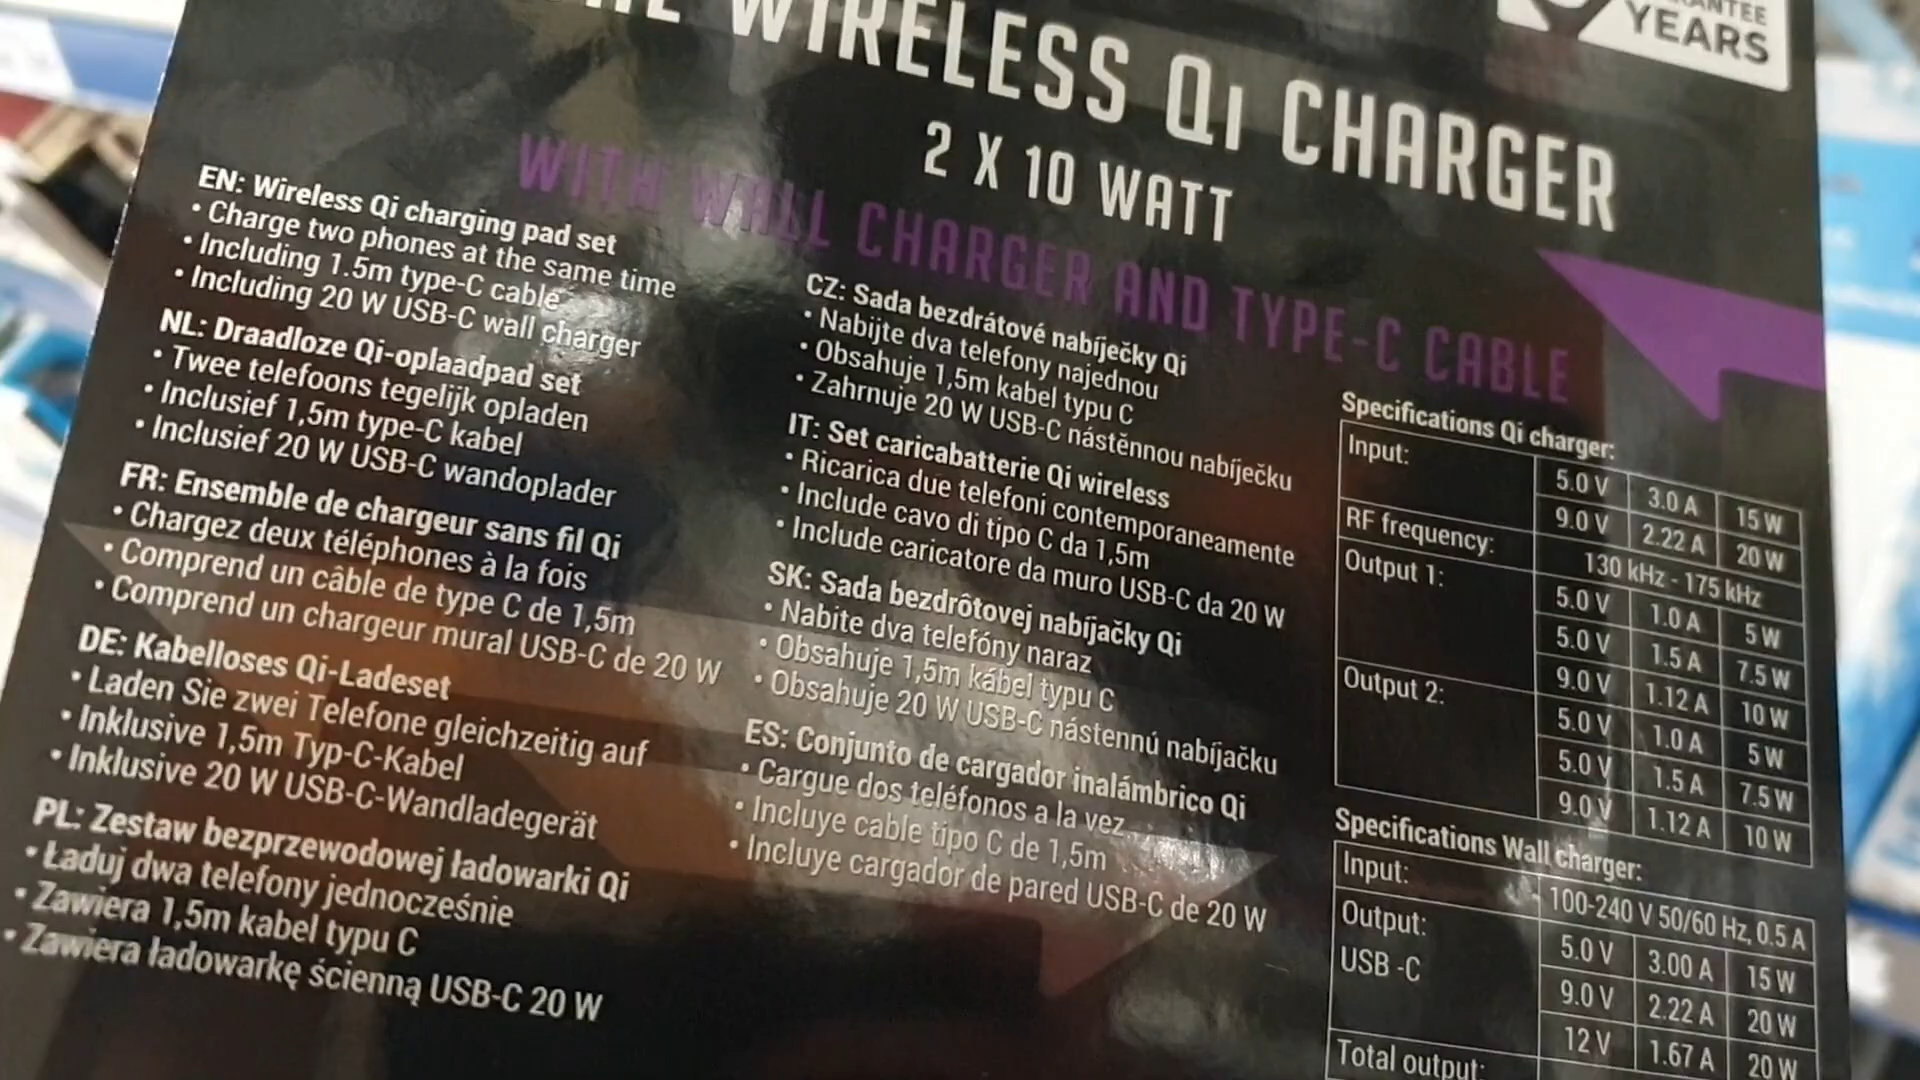 WIRELESS Qi CHARGER
2 X 10 WATT
WITH WALL CHARGER AND TYPE-C CABLE
YEARS
EN: Wireless Qi charging pad set
• Charge two phones at the same time
• Including 1.5m type-C cable
• Including 20 W USB-C wall charger
NL: Draadloze Qi-oplaadpad set
• Twee telefoons tegelijk opladen
• Inclusief 1,5m type-C kabel
• Inclusief 20 W USB-C wandoplader
FR: Ensemble de chargeur sans fil Qi
• Chargez deux téléphones à la fois
• Comprend un câble de type C de 1,5m
• Comprend un chargeur mural USB-C de 20 W
DE: Kabelloses Qi-Ladeset
• Laden Sie zwei Telefone gleichzeitig auf
• Inklusive 1,5m Typ-C-Kabel
• Inklusive 20 W USB-C-Wandladegerät
PL: Zestaw bezprzewodowej ładowarki Qi
• Ładuj dwa telefony jednocześnie
• Zawiera 1,5m kabel typu C
• Zawiera ładowarkę ścienną USB-C 20 W
CZ: Sada bezdrátové nabíječky Qi
• Nabijte dva telefony najednou
• Obsahuje 1,5m kabel typu C
• Zahrnuje 20 W USB-C nástěnnou nabíječku
IT: Set caricabatterie Qi wireless
• Ricarica due telefoni contemporaneamente
• Include cavo di tipo C da 1,5m
• Include caricatore da muro USB-C da 20 W
SK: Sada bezdrôtovej nabíjačky Qi
• Nabite dva telefóny naraz
• Obsahuje 1,5m kábel typu C
• Obsahuje 20 W USB-C nástennú nabíjačku
ES: Conjunto de cargador inalámbrico Qi
• Cargue dos teléfonos a la vez
• Incluye cable tipo C de 1,5m
• Incluye cargador de pared USB-C de 20 W
Specifications Qi charger:
Input: 5.0 V 3.0 A 15 W
9.0 V 2.22 A 20 W
RF frequency: 130 kHz - 175 kHz
Output 1: 5.0 V 1.0 A 5 W
5.0 V 1.5 A 7.5 W
9.0 V 1.12 A 10 W
Output 2: 5.0 V 1.0 A 5 W
5.0 V 1.5 A 7.5 W
9.0 V 1.12 A 10 W
Specifications Wall charger:
Input: 100-240 V 50/60 Hz, 0.5 A
Output: 5.0 V 3.00 A 15 W
USB -C 9.0 V 2.22 A 20 W
12 V 1.67 A 20 W
Total output: